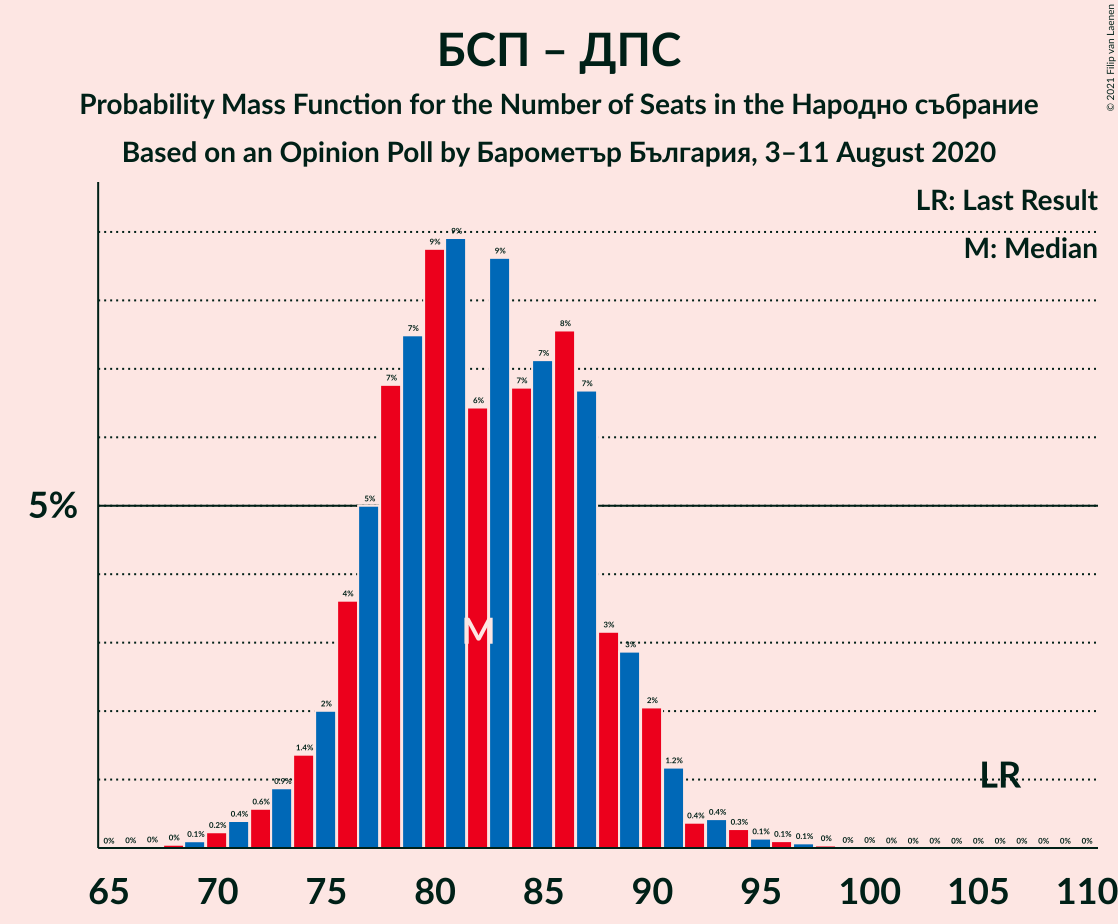 БСП – ДПС
Probability Mass Function for the Number of Seats in the Народно събрание
Based on an Opinion Poll by Барометър България, 3–11 August 2020
© 2021 Filip van Laenen
LR: Last Result
M: Median
5%
0% 0% 0% 0% 0.1% 0.2% 0.4% 0.6% 0.9% 1.4% 2% 4% 5% 7% 7% 9% 9% 6% 9% 7% 7% 8% 7% 3% 3% 2% 1.2% 0.4% 0.4% 0.3% 0.1% 0.1% 0.1% 0% 0% 0% 0% 0% 0% 0% 0% 0% 0% 0% 0% 0%
M
LR
65 70 75 80 85 90 95 100 105 110